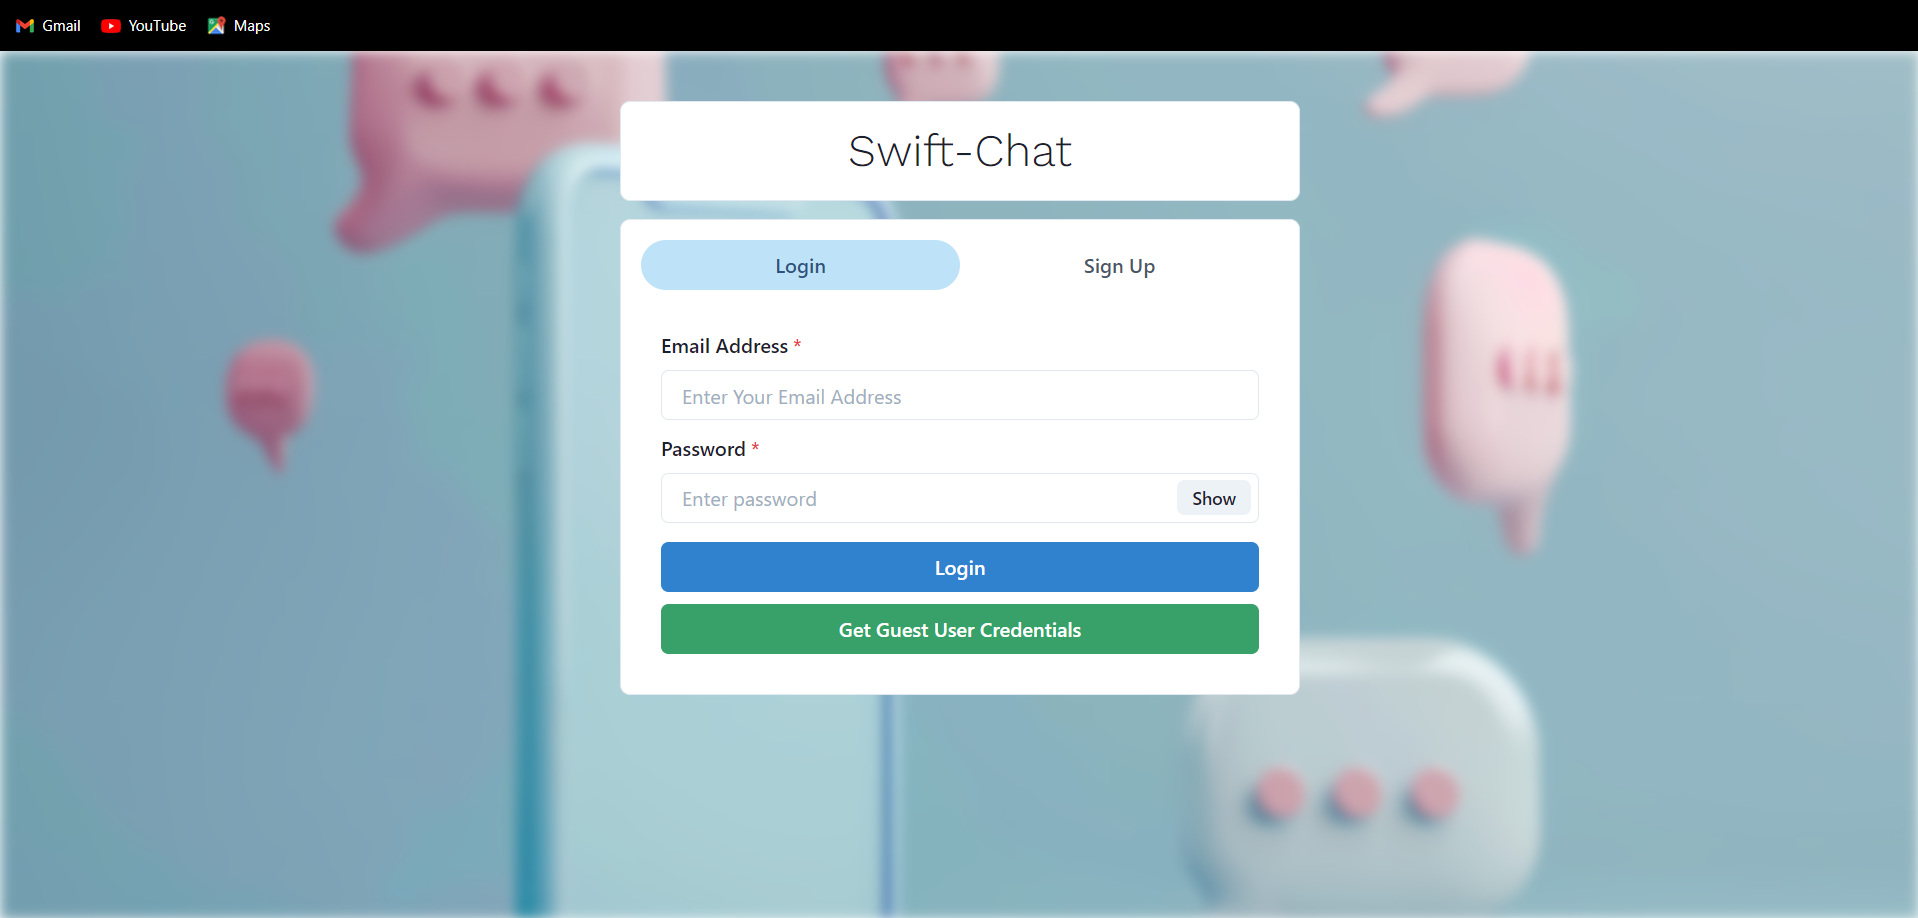 Gmail YouTube Maps
Swift-Chat
Login Sign Up
Email Address *
Enter Your Email Address
Password *
Enter password Show
Login
Get Guest User Credentials